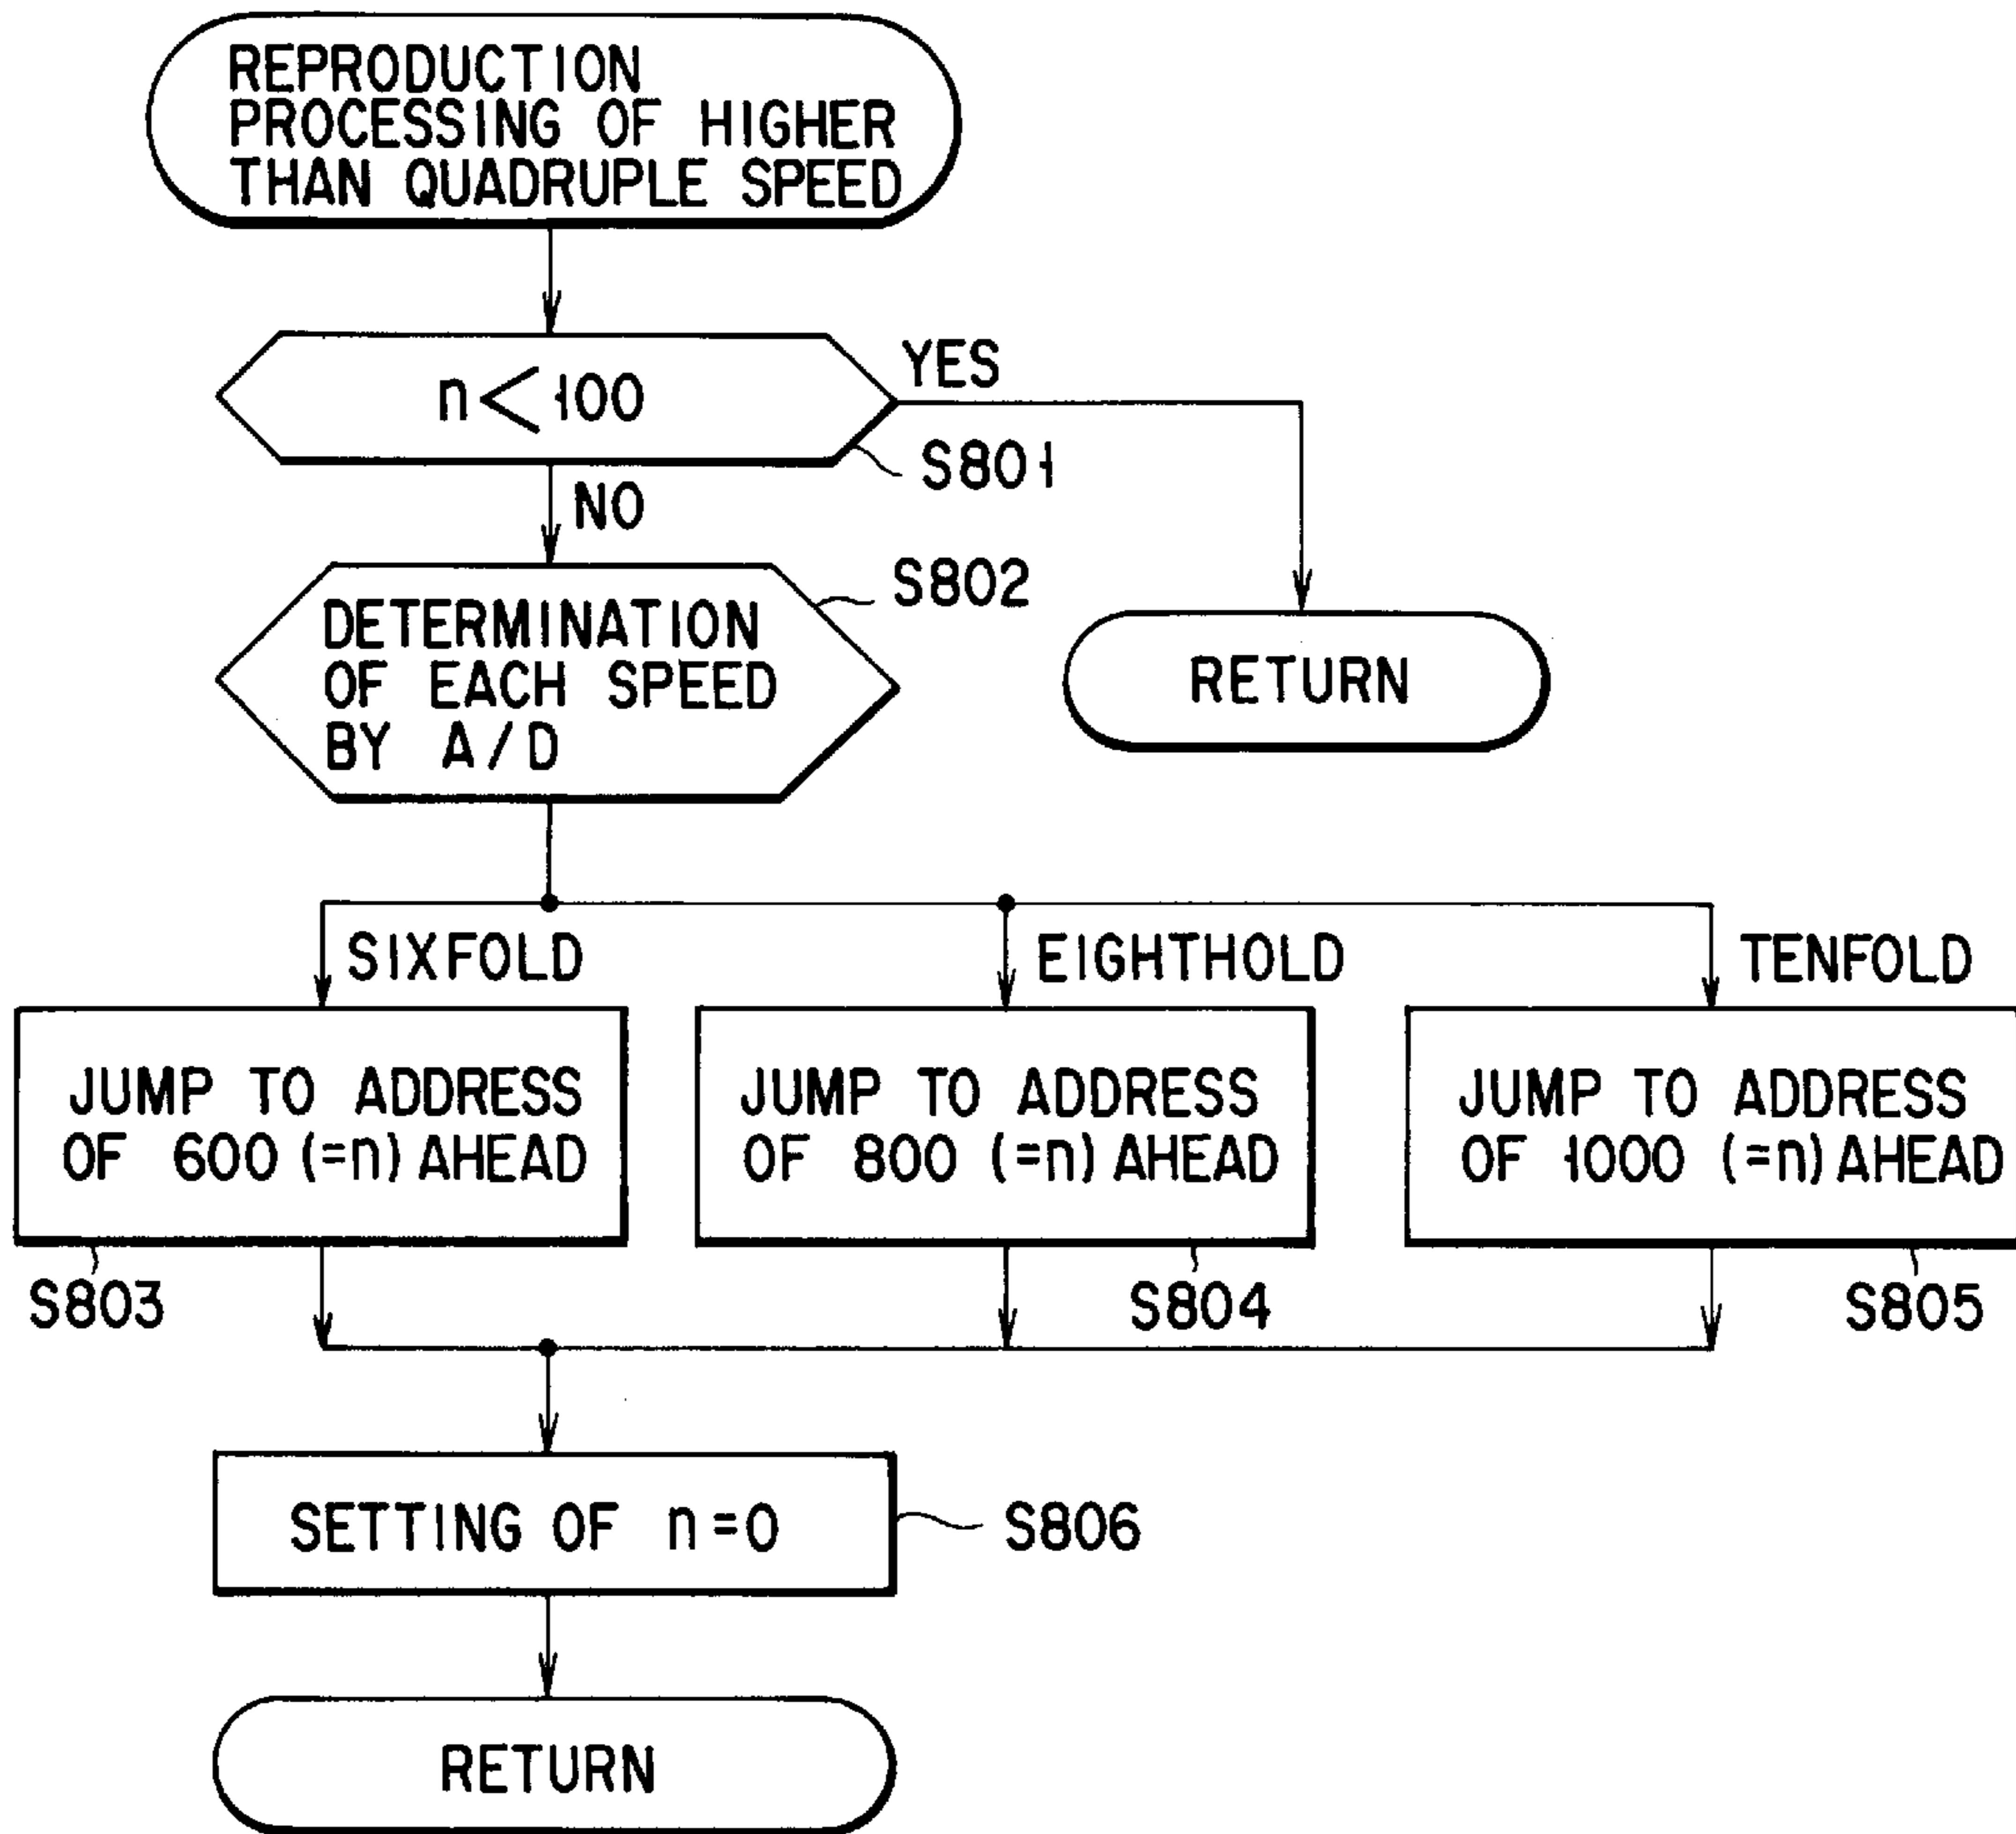 REPRODUCTION
PROCESSING OF HIGHER
THAN QUADRUPLE SPEED
n<100
YES
S801
NO
S802
DETERMINATION
OF EACH SPEED
BY A/D
RETURN
SIXFOLD
EIGHTHOLD
TENFOLD
JUMP TO ADDRESS
OF 600 (=n) AHEAD
JUMP TO ADDRESS
OF 800 (=n) AHEAD
JUMP TO ADDRESS
OF 1000 (=n) AHEAD
S803
S804
S805
SETTING OF n=0
S806
RETURN